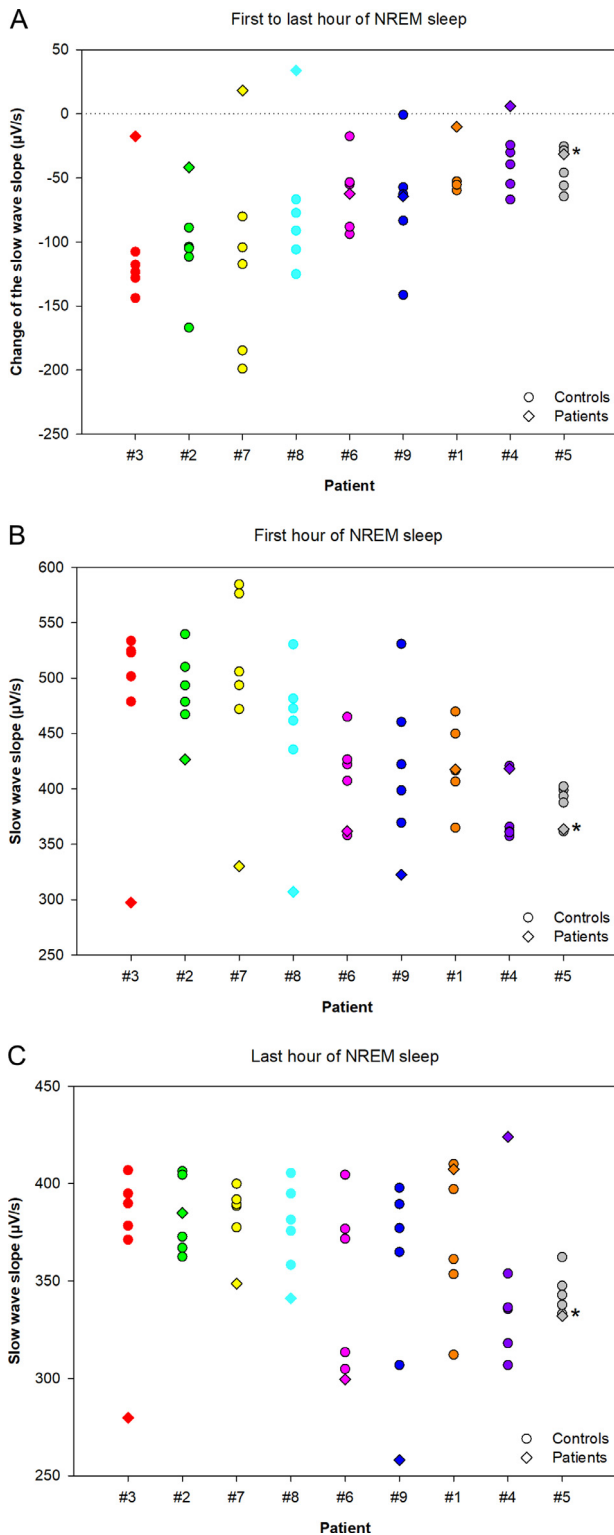 A
First to last hour of NREM sleep
Change of the slow wave slope (µV/s)
50
0
-50
-100
-150
-200
-250
*
Controls
Patients
#3 #2 #7 #8 #6 #9 #1 #4 #5
Patient
B
First hour of NREM sleep
Slow wave slope (µV/s)
600
550
500
450
400
350
300
250
*
Controls
Patients
#3 #2 #7 #8 #6 #9 #1 #4 #5
Patient
C
Last hour of NREM sleep
Slow wave slope (µV/s)
450
400
350
300
250
*
Controls
Patients
#3 #2 #7 #8 #6 #9 #1 #4 #5
Patient